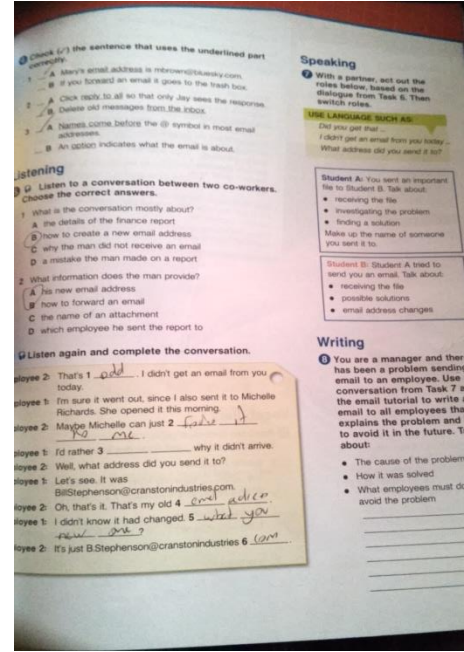 Check (✓) the sentence that uses the underlined part
correctly.
1 A Mary's email address is mbrown@bluesky.com.
B If you forward an email it goes to the trash box.
2 A Click reply to all so that only Jay sees the response.
B Delete old messages from the inbox.
3 A Names come before the @ symbol in most email
addresses.
B An option indicates what the email is about.
Listening
Listen to a conversation between two co-workers.
Choose the correct answers.
1 What is the conversation mostly about?
A the details of the finance report
B how to create a new email address
C why the man did not receive an email
D a mistake the man made on a report
2 What information does the man provide?
A his new email address
B how to forward an email
C the name of an attachment
D which employee he sent the report to
Listen again and complete the conversation.
ployee 2: That's 1 odd. I didn't get an email from you
today.
ployee 1: I'm sure it went out, since I also sent it to Michelle
Richards. She opened it this morning.
ployee 2: Maybe Michelle can just 2 it
me.
ployee 1: I'd rather 3 why it didn't arrive.
loyee 2: Well, what address did you send it to?
loyee 1: Let's see. It was
BillStephenson@cranstonindustries.com.
loyee 2: Oh, that's it. That's my old 4
loyee 1: I didn't know it had changed. 5 what you
new one?
loyee 2: It's just B.Stephenson@cranstonindustries 6 com.
Speaking
7 With a partner, act out the
roles below, based on the
dialogue from Task 6. Then
switch roles.
USE LANGUAGE SUCH AS:
Did you get that ...
I didn't get an email from you today ...
What address did you send it to?
Student A: You sent an important
file to Student B. Talk about:
• receiving the file
• investigating the problem
• finding a solution
Make up the name of someone
you sent it to.
Student B: Student A tried to
send you an email. Talk about:
• receiving the file
• possible solutions
• email address changes
Writing
8 You are a manager and ther
has been a problem sending
email to an employee. Use
conversation from Task 7 a
the email tutorial to write a
email to all employees tha
explains the problem and
to avoid it in the future. T
about:
• The cause of the problem
• How it was solved
• What employees must do
avoid the problem